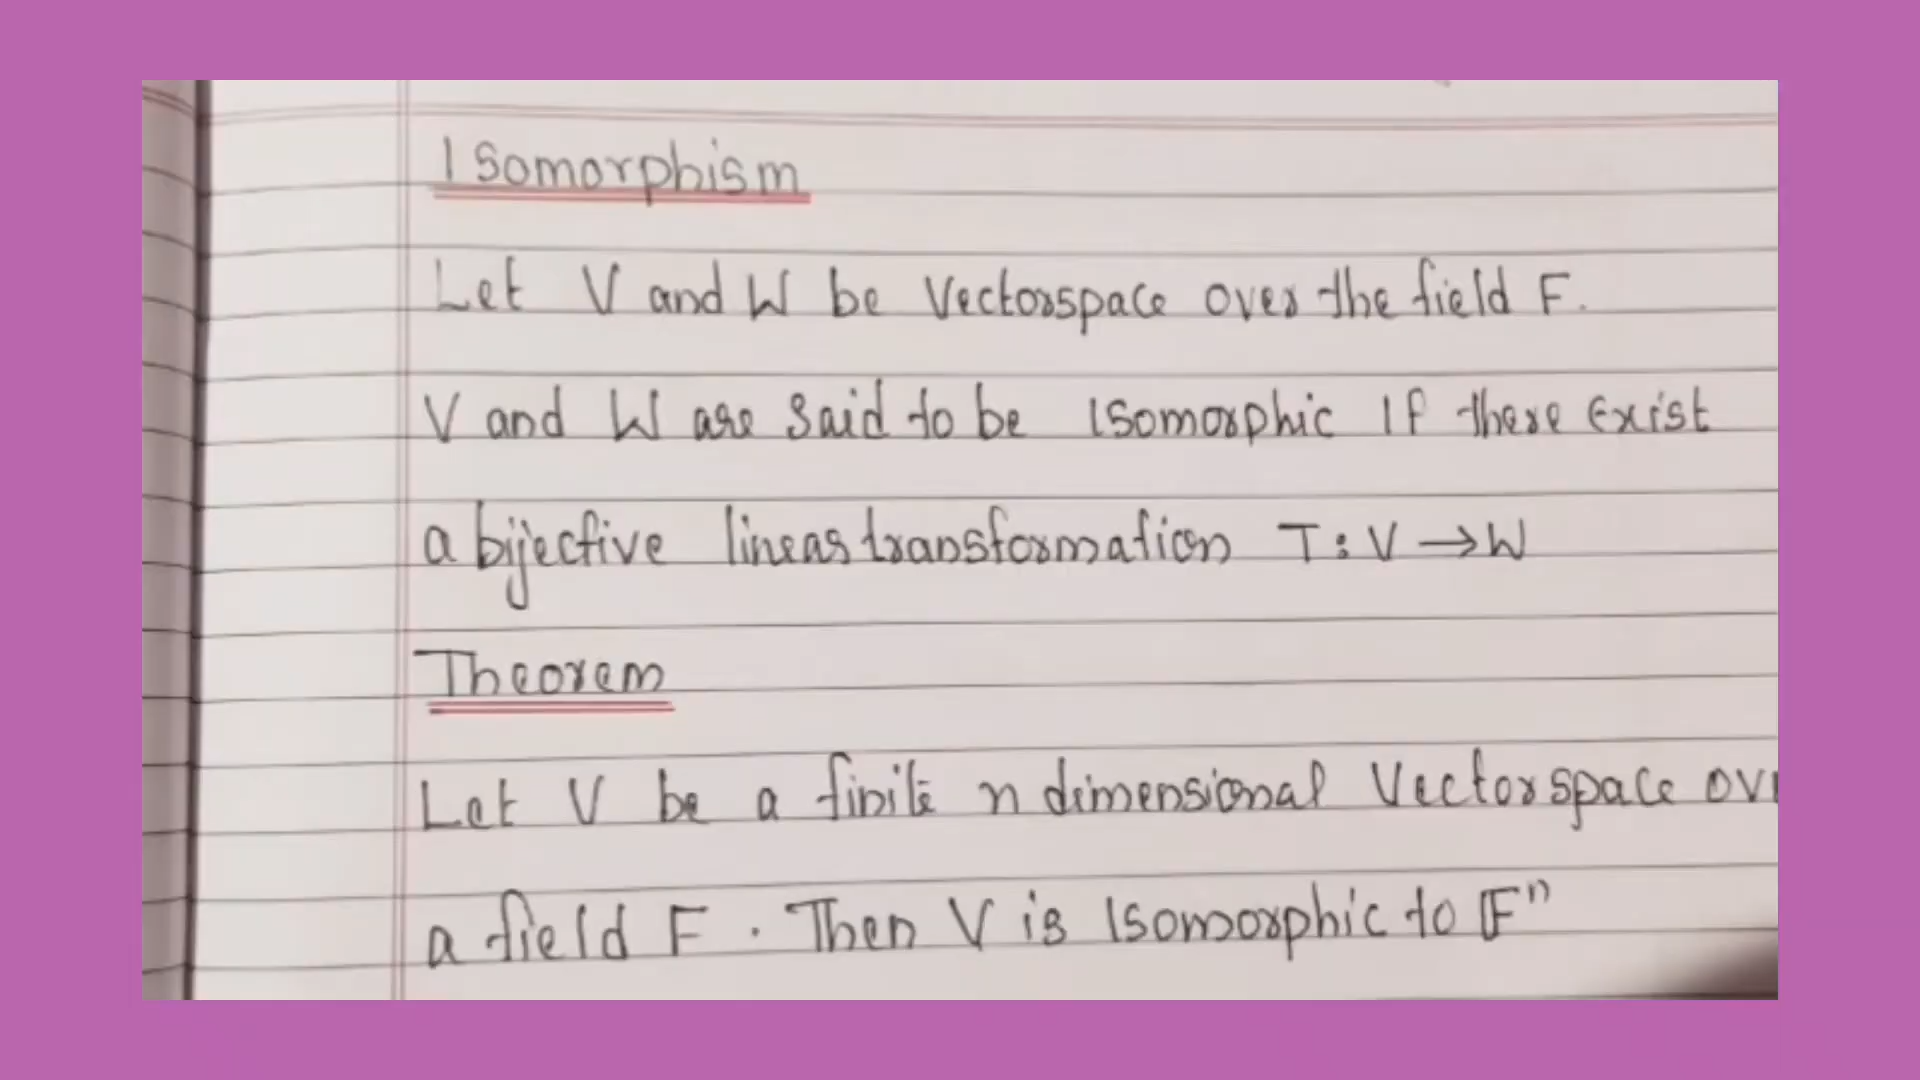 Isomorphism
Let V and W be Vectorspace over the field F.
V and W are said to be Isomorphic If there Exist
a bijective linear transformation T : V → W
Theorem
Let V be a finite n dimensional Vectorspace ov
a field F . Then V is Isomorphic to 𝔽ⁿ